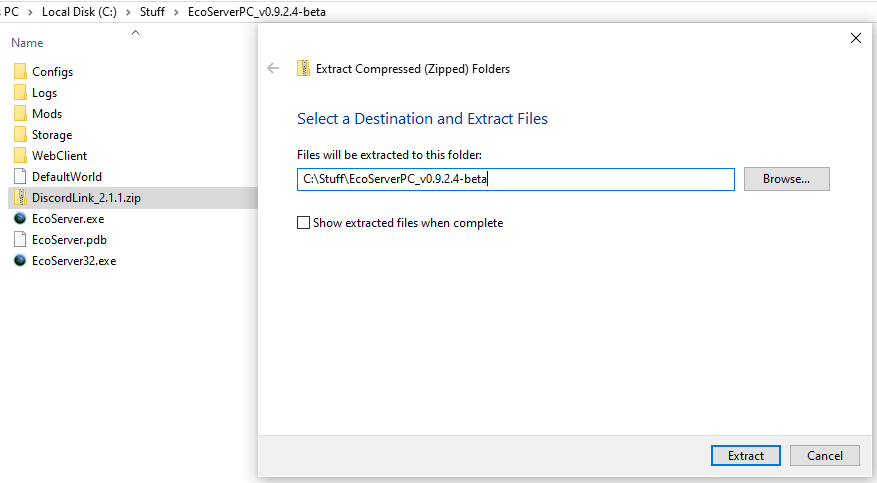 PC > Local Disk (C:) > Stuff > EcoServerPC_v0.9.2.4-beta
Name
Configs
Logs
Mods
Storage
WebClient
DefaultWorld
DiscordLink_2.1.1.zip
EcoServer.exe
EcoServer.pdb
EcoServer32.exe
Extract Compressed (Zipped) Folders
Select a Destination and Extract Files
Files will be extracted to this folder:
C:\Stuff\EcoServerPC_v0.9.2.4-beta
Browse...
Show extracted files when complete
Extract
Cancel